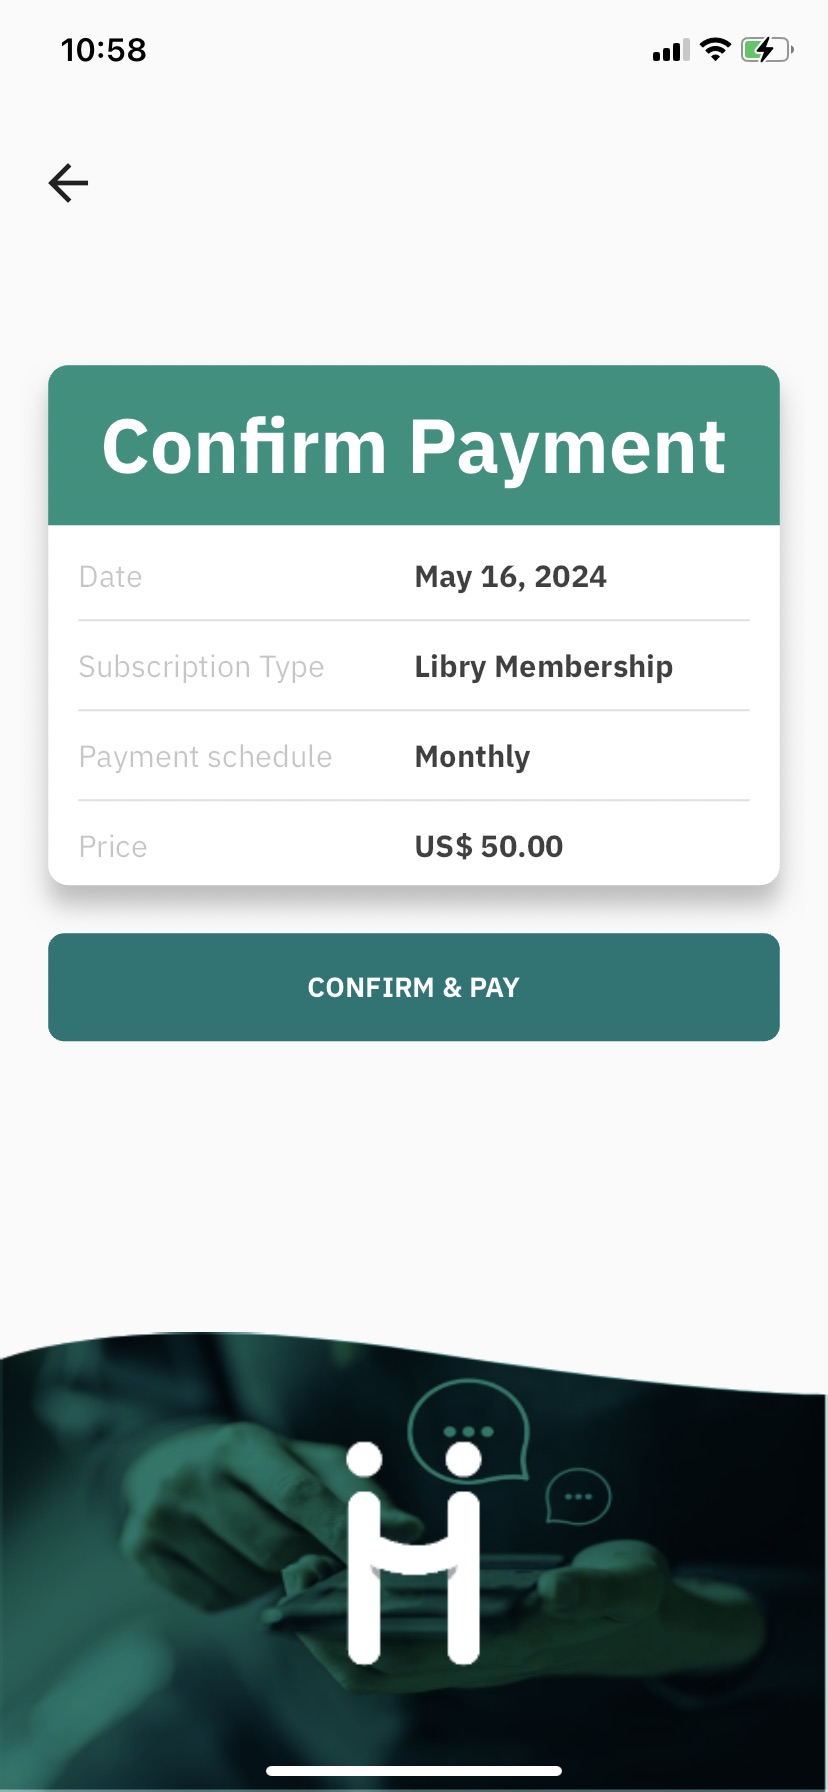 10:58
Confirm Payment
Date May 16, 2024
Subscription Type Libry Membership
Payment schedule Monthly
Price US$ 50.00
CONFIRM & PAY